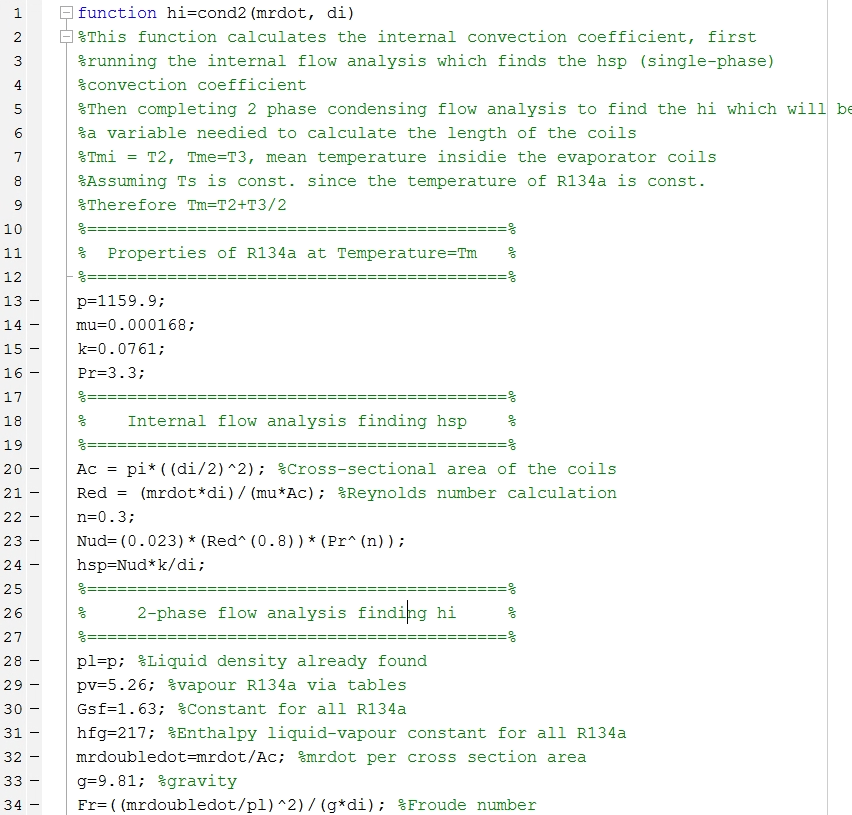 1 function hi=cond2(mrdot, di)
2 %This function calculates the internal convection coefficient, first
3 %running the internal flow analysis which finds the hsp (single-phase)
4 %convection coefficient
5 %Then completing 2 phase condensing flow analysis to find the hi which will be
6 %a variable needied to calculate the length of the coils
7 %Tmi = T2, Tme=T3, mean temperature insidie the evaporator coils
8 %Assuming Ts is const. since the temperature of R134a is const.
9 %Therefore Tm=T2+T3/2
10 %==========================================%
11 %  Properties of R134a at Temperature=Tm   %
12 %==========================================%
13 – p=1159.9;
14 – mu=0.000168;
15 – k=0.0761;
16 – Pr=3.3;
17 %==========================================%
18 %    Internal flow analysis finding hsp    %
19 %==========================================%
20 – Ac = pi*((di/2)^2); %Cross-sectional area of the coils
21 – Red = (mrdot*di)/(mu*Ac); %Reynolds number calculation
22 – n=0.3;
23 – Nud=(0.023)*(Red^(0.8))*(Pr^(n));
24 – hsp=Nud*k/di;
25 %==========================================%
26 %     2-phase flow analysis finding hi     %
27 %==========================================%
28 – pl=p; %Liquid density already found
29 – pv=5.26; %vapour R134a via tables
30 – Gsf=1.63; %Constant for all R134a
31 – hfg=217; %Enthalpy liquid-vapour constant for all R134a
32 – mrdoubledot=mrdot/Ac; %mrdot per cross section area
33 – g=9.81; %gravity
34 – Fr=((mrdoubledot/pl)^2)/(g*di); %Froude number